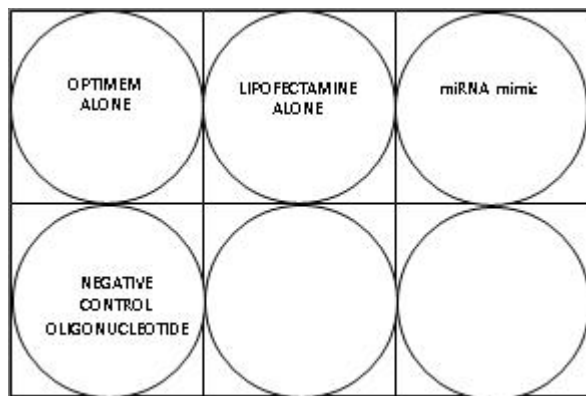 OPTIMEM
ALONE
LIPOFECTAMINE
ALONE
miRNA mimic
NEGATIVE
CONTROL
OLIGONUCLEOTIDE